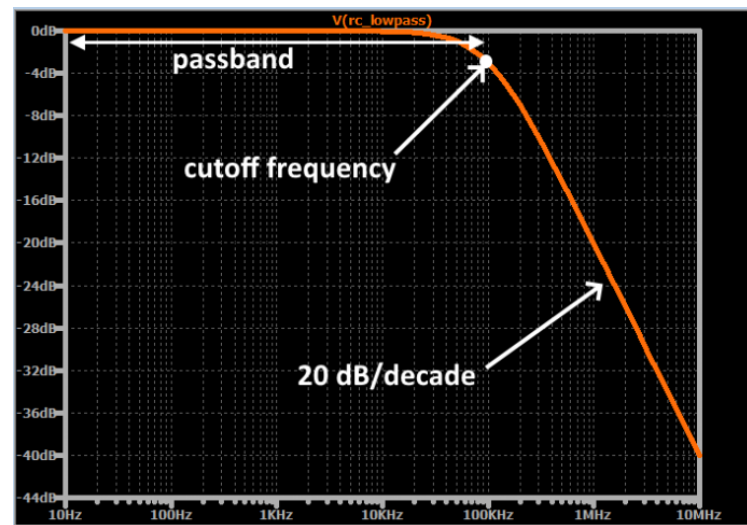 V(rc_lowpass)
0dB
passband
-4dB
-8dB
cutoff frequency
-12dB
-16dB
-20dB
-24dB
-28dB
20 dB/decade
-32dB
-36dB
-40dB
-44dB
10Hz 100Hz 1KHz 10KHz 100KHz 1MHz 10MHz